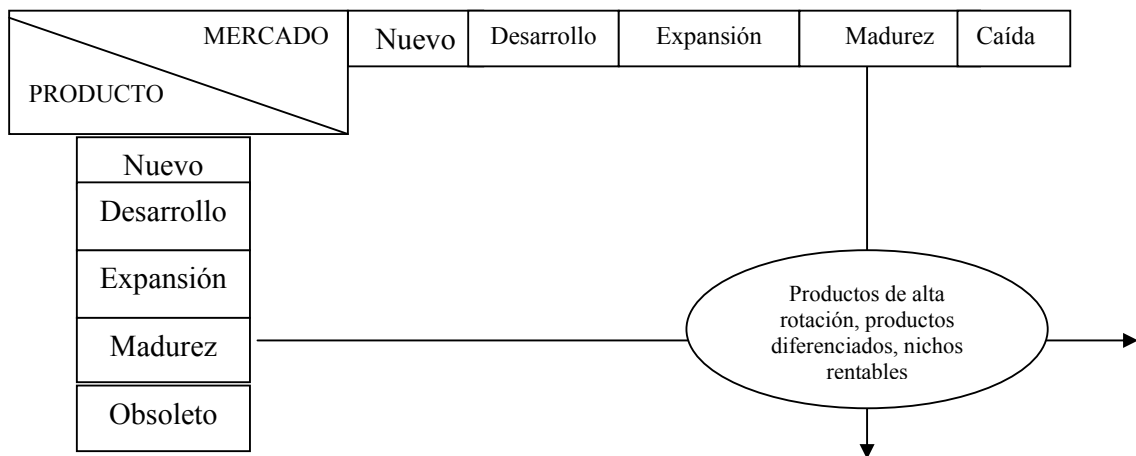 MERCADO
PRODUCTO
Nuevo
Desarrollo
Expansión
Madurez
Caída
Nuevo
Desarrollo
Expansión
Madurez
Obsoleto
Productos de alta
rotación, productos
diferenciados, nichos
rentables